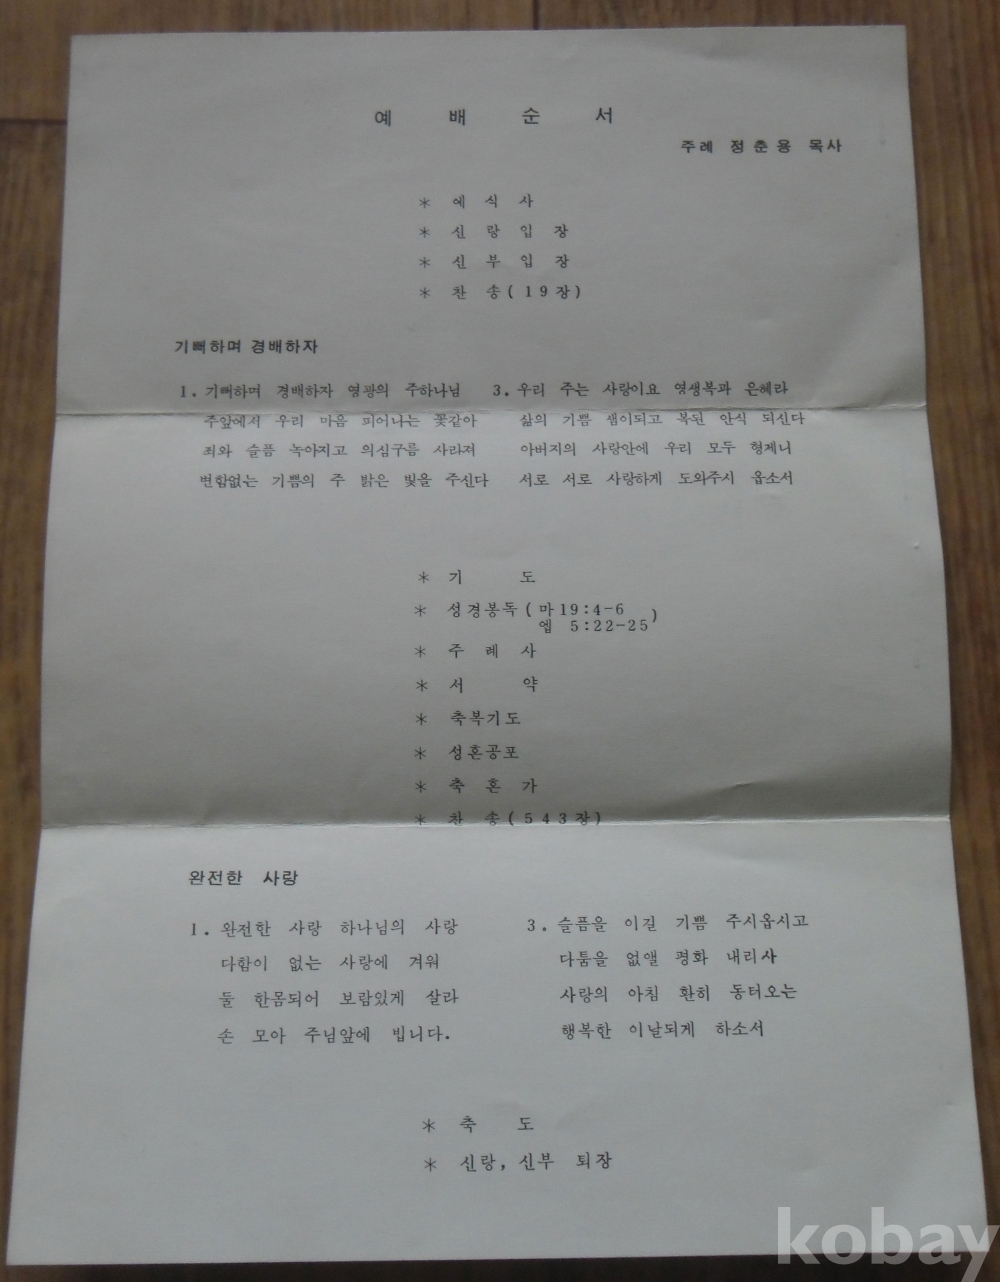 예 배 순 서
주례 정춘용 목사
* 예 식 사
* 신 랑 입 장
* 신 부 입 장
* 찬 송(19장)
기뻐하며 경배하자
1. 기뻐하며 경배하자 영광의 주하나님
주앞에서 우리 마음 피어나는 꽃같아
죄와 슬픔 녹아지고 의심구름 사라져
변함없는 기쁨의 주 밝은 빛을 주신다
3. 우리 주는 사랑이요 영생복과 은혜라
삶의 기쁨 샘이되고 복된 안식 되신다
아버지의 사랑안에 우리 모두 형제니
서로 서로 사랑하게 도와주시 옵소서
* 기 도
* 성경봉독(마19:4-6
엡 5:22-25)
* 주 례 사
* 서 약
* 축복기도
* 성혼공포
* 축 혼 가
* 찬 송(543장)
완전한 사랑
1. 완전한 사랑 하나님의 사랑
다함이 없는 사랑에 겨워
둘 한몸되어 보람있게 살라
손 모아 주님앞에 빕니다.
3. 슬픔을 이길 기쁨 주시옵시고
다툼을 없앨 평화 내리사
사랑의 아침 환히 동터오는
행복한 이날되게 하소서
* 축 도
* 신랑, 신부 퇴장
kobay